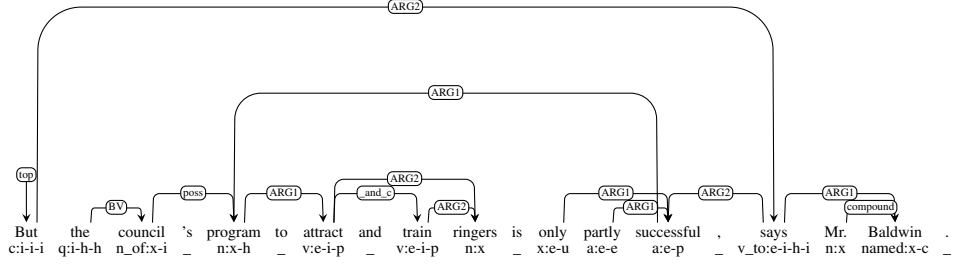 ARG2
ARG1
top ARG2
poss ARG1 _and_c ARG1 ARG2 ARG1
BV ARG2 ARG1 compound
But the council 's program to attract and train ringers is only partly successful , says Mr. Baldwin .
c:i-i-i q:i-h-h n_of:x-i _ n:x-h _ v:e-i-p _ v:e-i-p n:x _ x:e-u a:e-e a:e-p _ v_to:e-i-h-i n:x named:x-c _